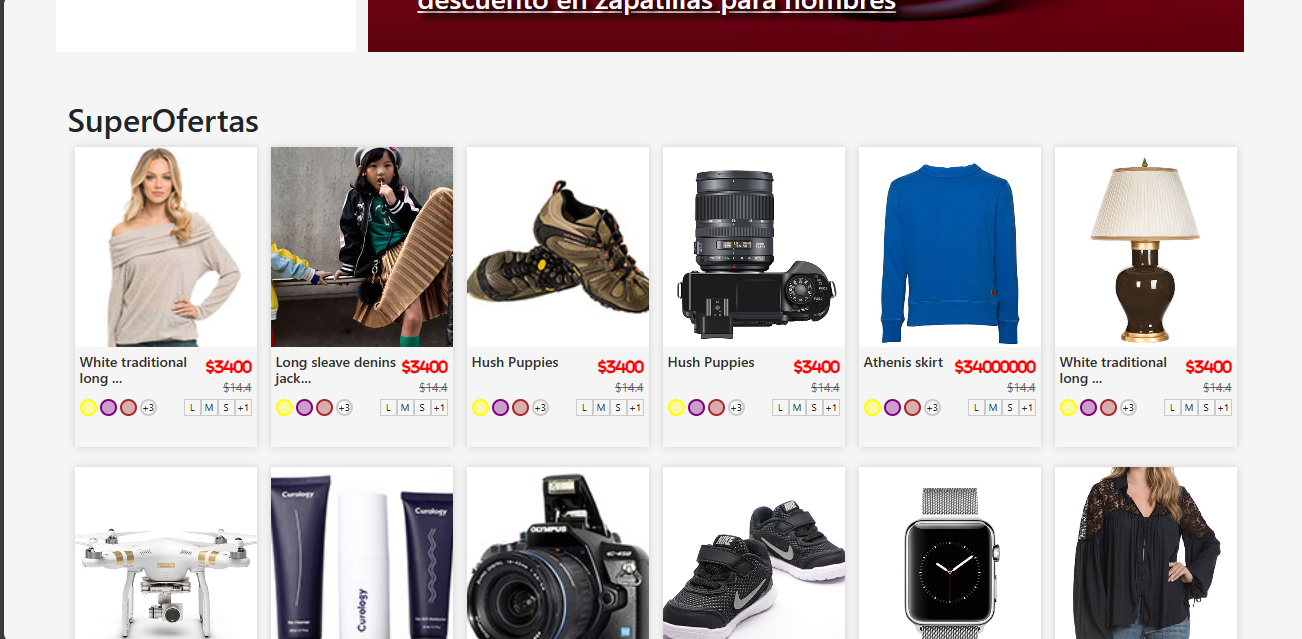 descuento en zapatillas para hombres
SuperOfertas
White traditional long ...
$3400
$14.4
+3
L M S +1
Long sleave denins jack...
$3400
$14.4
+3
L M S +1
Hush Puppies
$3400
$14.4
+3
L M S +1
Hush Puppies
$3400
$14.4
+3
L M S +1
Athenis skirt
$34000000
$14.4
+3
L M S +1
White traditional long ...
$3400
$14.4
+3
L M S +1
Curology
Curology
Curology
OLYMPUS
NIKE
NIKE